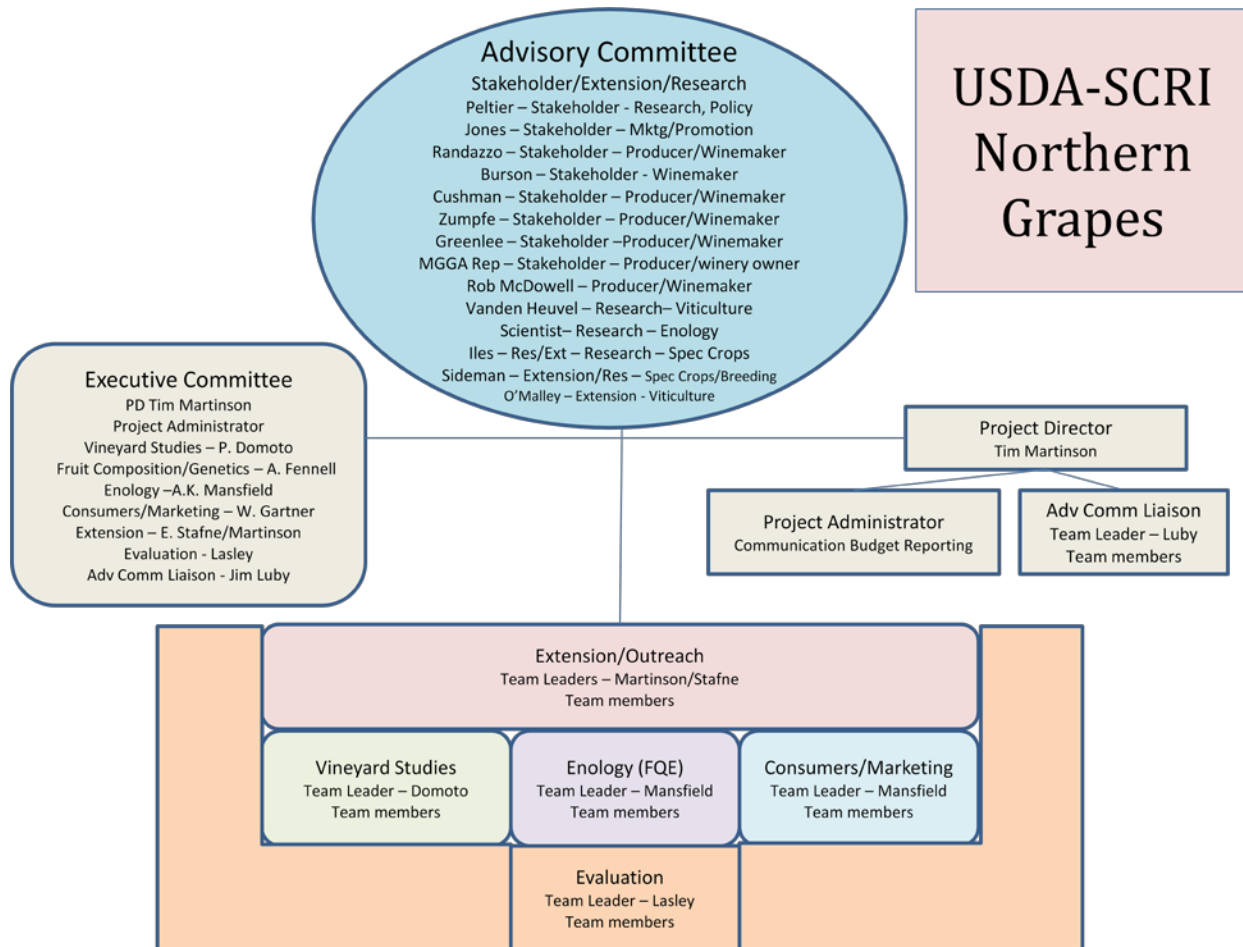 Advisory Committee
Stakeholder/Extension/Research
Peltier – Stakeholder - Research, Policy
Jones – Stakeholder – Mktg/Promotion
Randazzo – Stakeholder – Producer/Winemaker
Burson – Stakeholder - Winemaker
Cushman – Stakeholder – Producer/Winemaker
Zumpfe – Stakeholder – Producer/Winemaker
Greenlee – Stakeholder –Producer/Winemaker
MGGA Rep – Stakeholder – Producer/winery owner
Rob McDowell – Producer/Winemaker
Vanden Heuvel – Research– Viticulture
Scientist– Research – Enology
Iles – Res/Ext – Research – Spec Crops
Sideman – Extension/Res – Spec Crops/Breeding
O’Malley – Extension - Viticulture
USDA-SCRI
Northern
Grapes
Executive Committee
PD Tim Martinson
Project Administrator
Vineyard Studies – P. Domoto
Fruit Composition/Genetics – A. Fennell
Enology –A.K. Mansfield
Consumers/Marketing – W. Gartner
Extension – E. Stafne/Martinson
Evaluation - Lasley
Adv Comm Liaison - Jim Luby
Project Director
Tim Martinson
Project Administrator
Communication Budget Reporting
Adv Comm Liaison
Team Leader – Luby
Team members
Extension/Outreach
Team Leaders – Martinson/Stafne
Team members
Vineyard Studies
Team Leader – Domoto
Team members
Enology (FQE)
Team Leader – Mansfield
Team members
Consumers/Marketing
Team Leader – Mansfield
Team members
Evaluation
Team Leader – Lasley
Team members